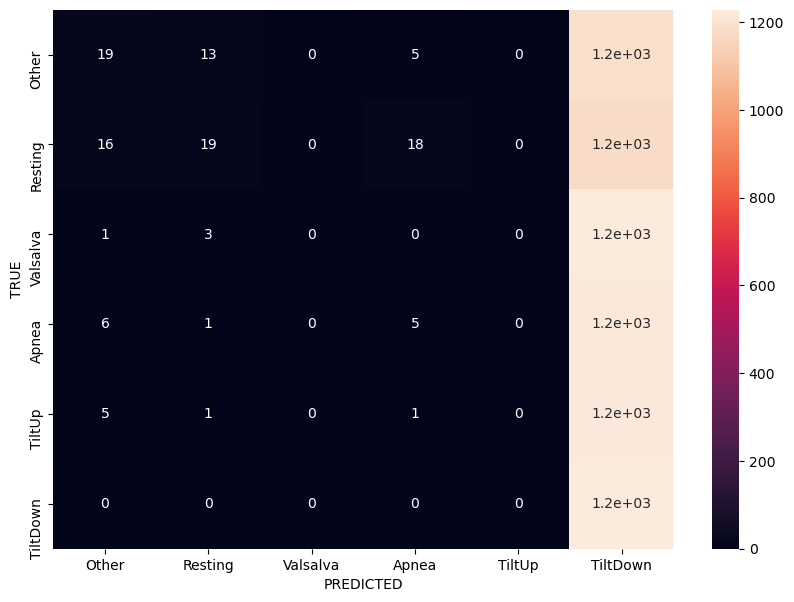 Other 19 13 0 5 0 1.2e+03
Resting 16 19 0 18 0 1.2e+03
Valsalva 1 3 0 0 0 1.2e+03
Apnea 6 1 0 5 0 1.2e+03
TiltUp 5 1 0 1 0 1.2e+03
TiltDown 0 0 0 0 0 1.2e+03
TRUE
Other Resting Valsalva Apnea TiltUp TiltDown
PREDICTED
1200
1000
800
600
400
200
0